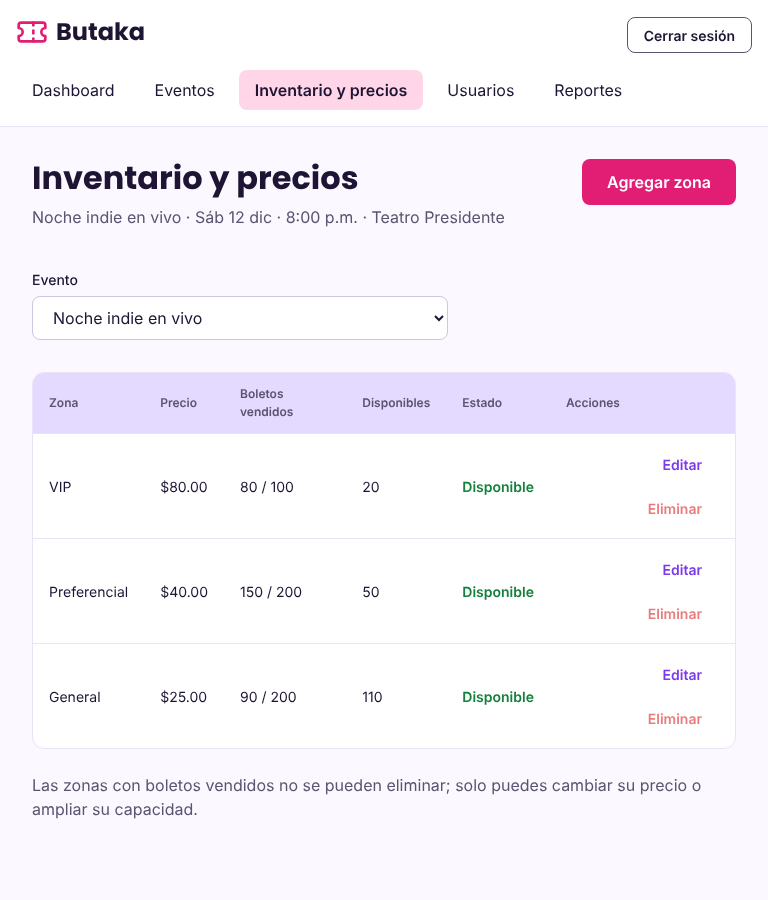 Butaka
Cerrar sesión
Dashboard Eventos Inventario y precios Usuarios Reportes
Inventario y precios
Agregar zona
Noche indie en vivo · Sáb 12 dic · 8:00 p.m. · Teatro Presidente
Evento
Noche indie en vivo
Zona Precio Boletos vendidos Disponibles Estado Acciones
VIP $80.00 80 / 100 20 Disponible Editar
Eliminar
Preferencial $40.00 150 / 200 50 Disponible Editar
Eliminar
General $25.00 90 / 200 110 Disponible Editar
Eliminar
Las zonas con boletos vendidos no se pueden eliminar; solo puedes cambiar su precio o
ampliar su capacidad.